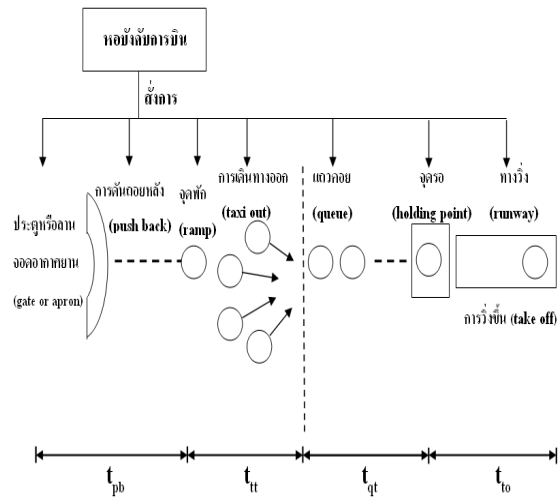 หอบังคับการบิน
สั่งการ
การดันถอยหลัง
(push back)
จุดพัก
(ramp)
การเดินทางออก
(taxi out)
แถวคอย
(queue)
จุดรอ
(holding point)
ทางวิ่ง
(runway)
ประตูหรือลาน
จอดอากาศยาน
(gate or apron)
การวิ่งขึ้น (take off)
t_pb
t_tt
t_qt
t_to